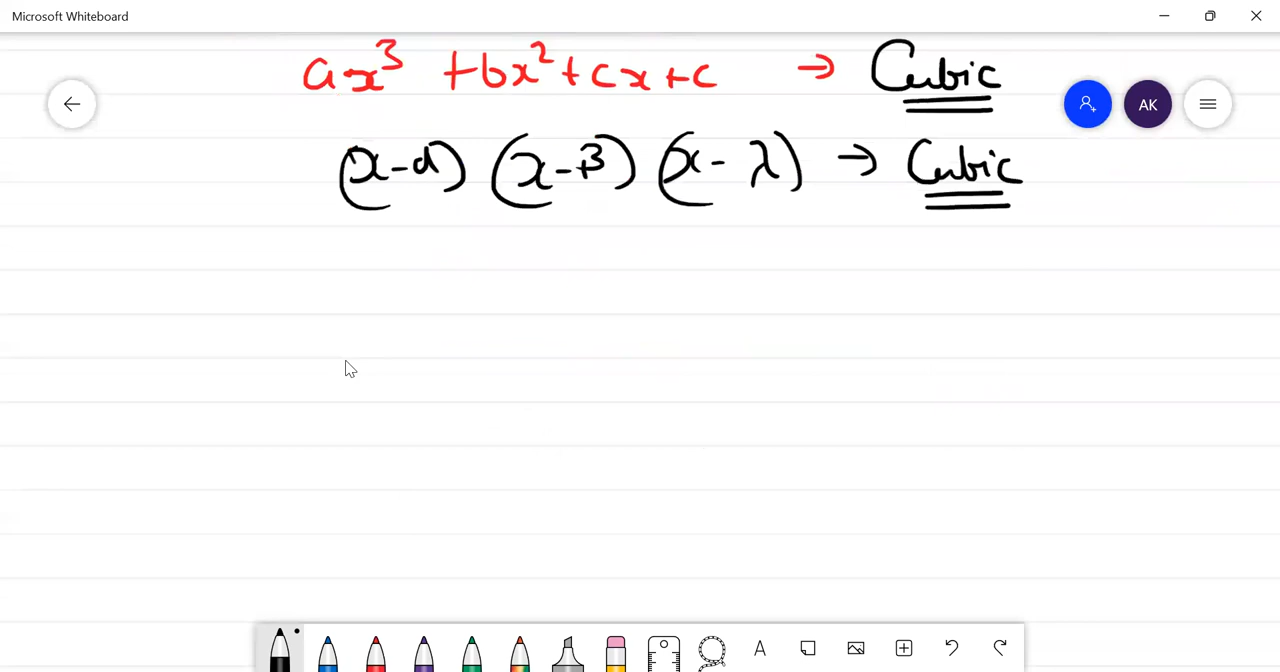 Microsoft Whiteboard
ax³ +bx²+cx+c → Cubic
AK
(x-α) (x-β) (x-λ) → Cubic
A